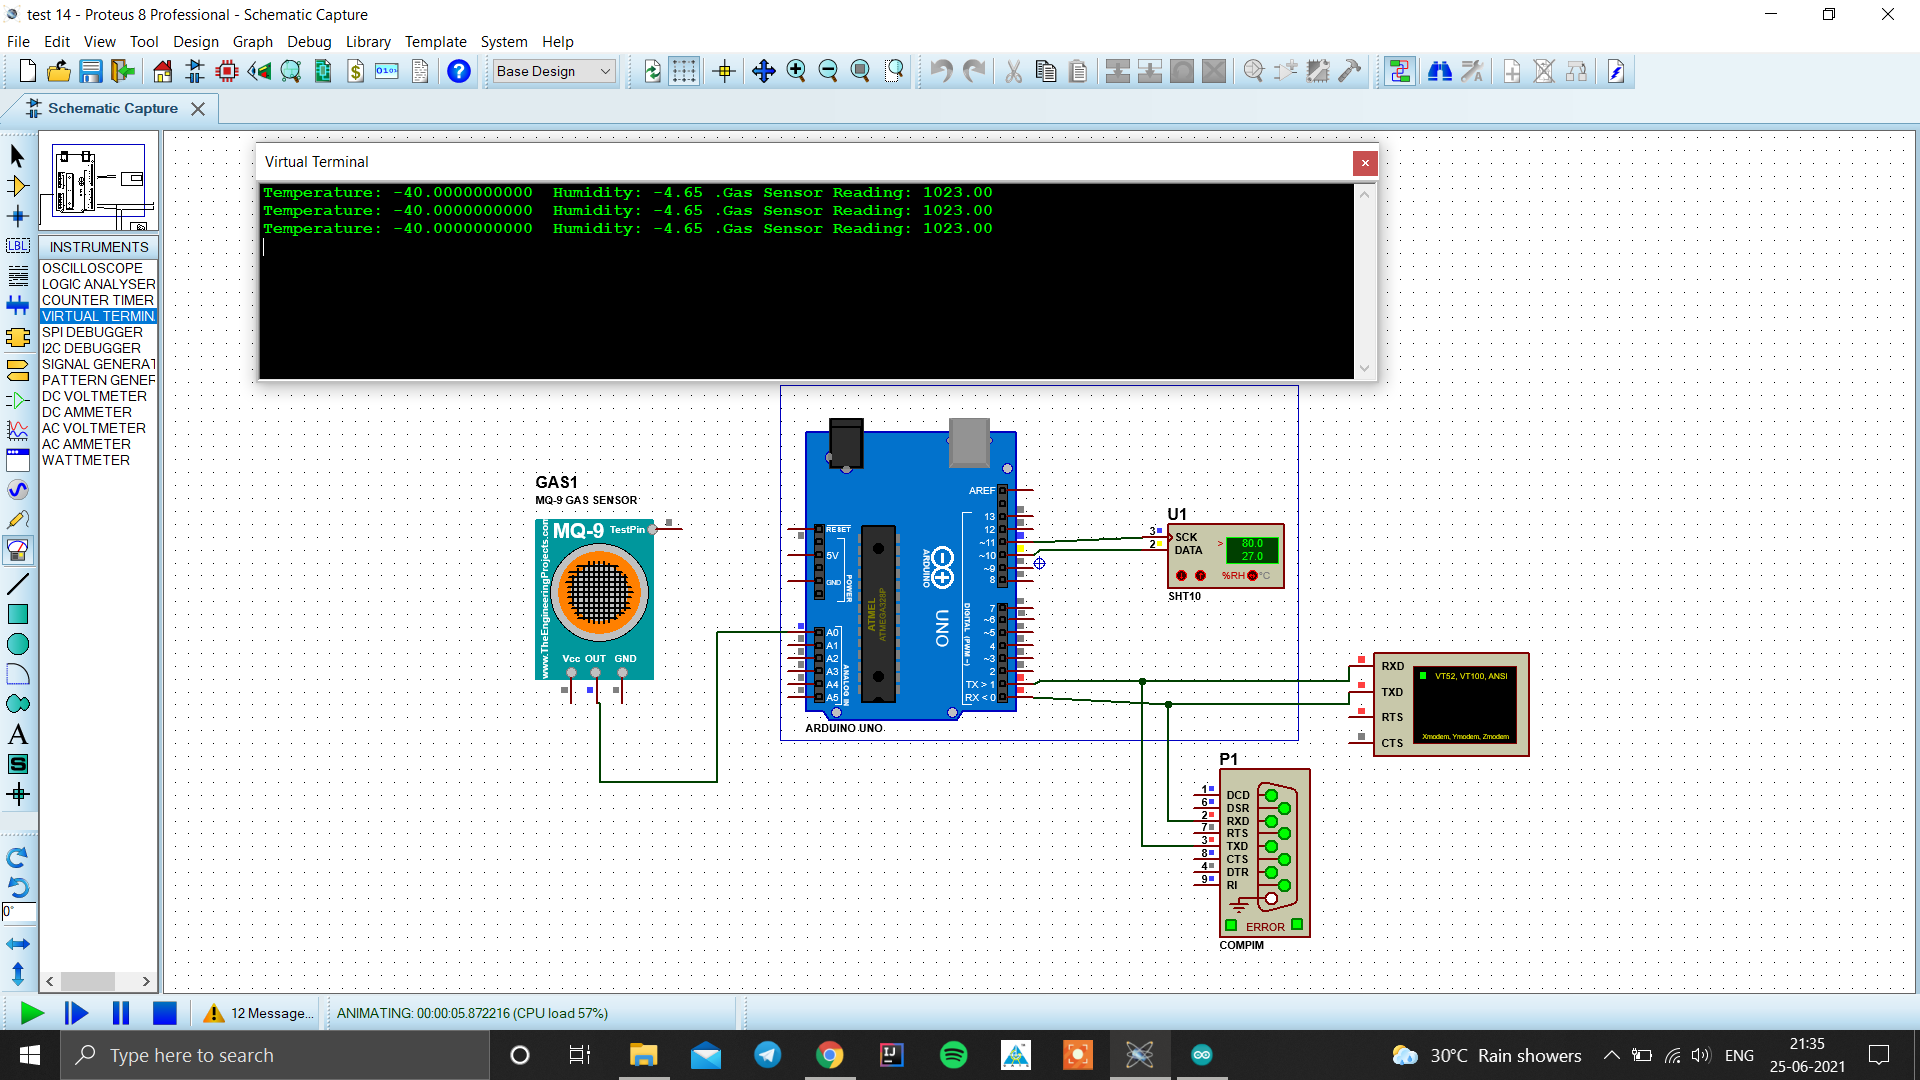 test 14 - Proteus 8 Professional - Schematic Capture
File Edit View Tool Design Graph Debug Library Template System Help
Base Design
Schematic Capture
INSTRUMENTS
OSCILLOSCOPE
LOGIC ANALYSER
COUNTER TIMER
VIRTUAL TERMIN
SPI DEBUGGER
I2C DEBUGGER
SIGNAL GENERAT
PATTERN GENER
DC VOLTMETER
DC AMMETER
AC VOLTMETER
AC AMMETER
WATTMETER
LBL
A
S
0°
Virtual Terminal
Temperature: -40.0000000000 Humidity: -4.65 .Gas Sensor Reading: 1023.00
Temperature: -40.0000000000 Humidity: -4.65 .Gas Sensor Reading: 1023.00
Temperature: -40.0000000000 Humidity: -4.65 .Gas Sensor Reading: 1023.00
GAS1
MQ-9 GAS SENSOR
MQ-9 TestPin
www.TheEngineeringProjects.com
Vcc OUT GND
RESET
5V
GND
POWER
A0
A1
A2
A3
A4
A5
ANALOG IN
ATMEL
ATMEGA328P
ARDUINO
UNO
AREF
13
12
~11
~10
~9
8
7
~6
~5
4
~3
2
TX > 1
RX < 0
DIGITAL (PWM ~)
ARDUINO UNO
U1
3 SCK
2 DATA
> 80.0
27.0
%RH °C
SHT10
RXD
TXD
RTS
CTS
VT52, VT100, ANSI
Xmodem, Ymodem, Zmodem
P1
1 DCD
6 DSR
2 RXD
7 RTS
3 TXD
8 CTS
4 DTR
9 RI
ERROR
COMPIM
12 Message...
ANIMATING: 00:00:05.872216 (CPU load 57%)
Type here to search
30°C Rain showers
ENG
21:35
25-06-2021